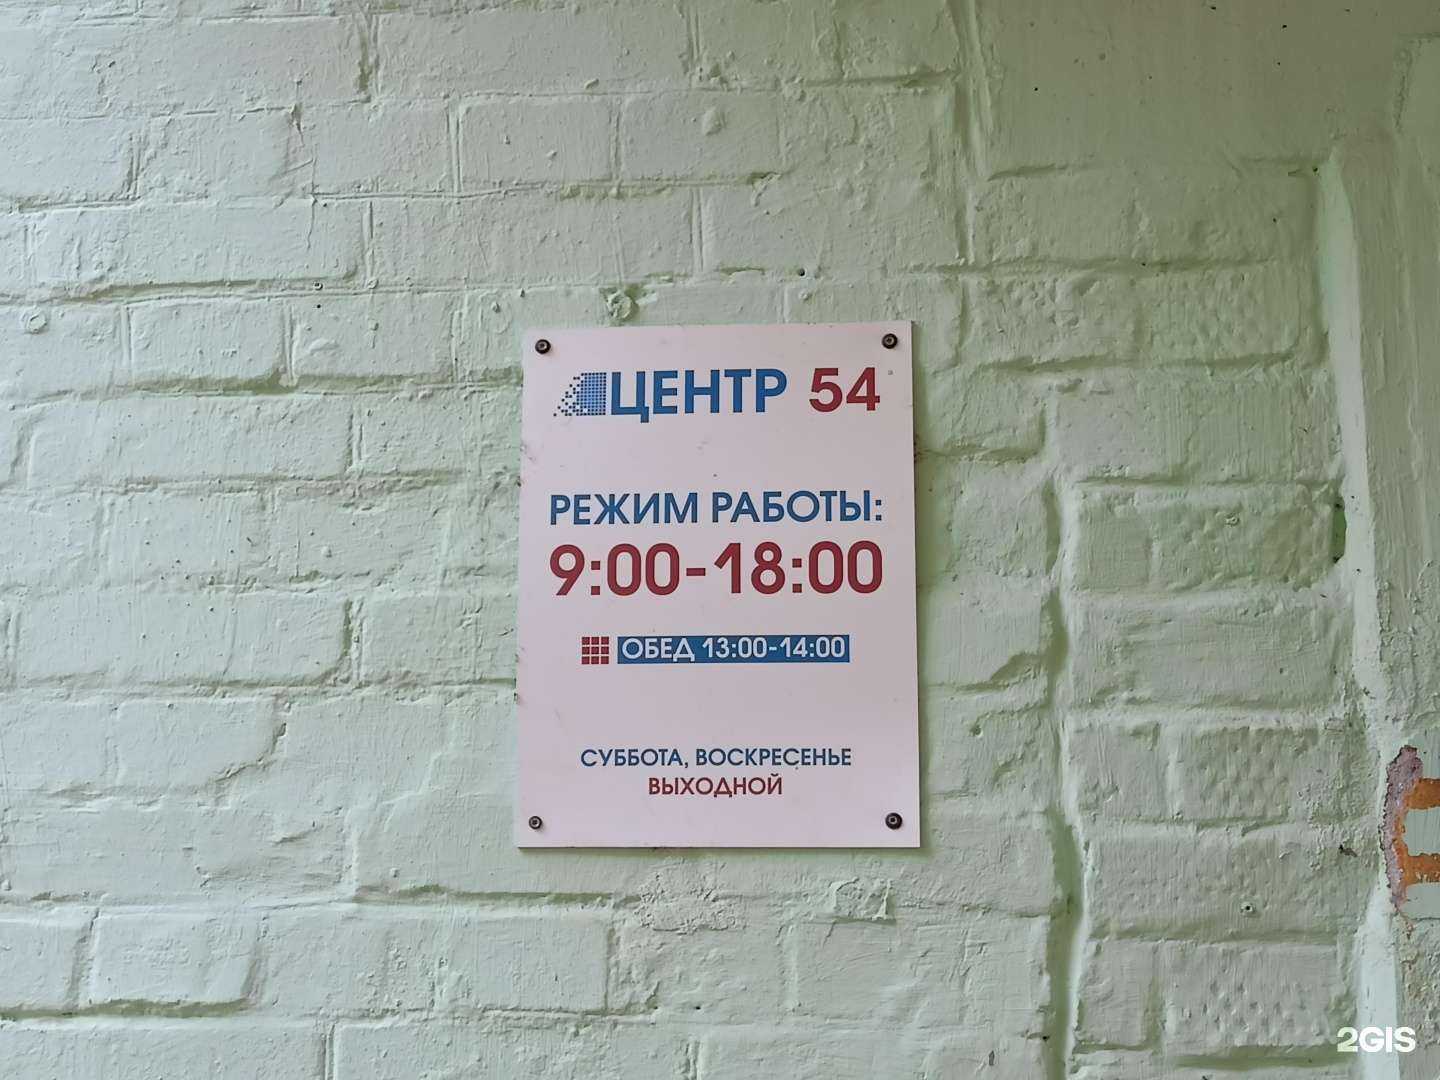 ЦЕНТР 54
РЕЖИМ РАБОТЫ:
9:00-18:00
ОБЕД 13:00-14:00
СУББОТА, ВОСКРЕСЕНЬЕ
ВЫХОДНОЙ
2GIS